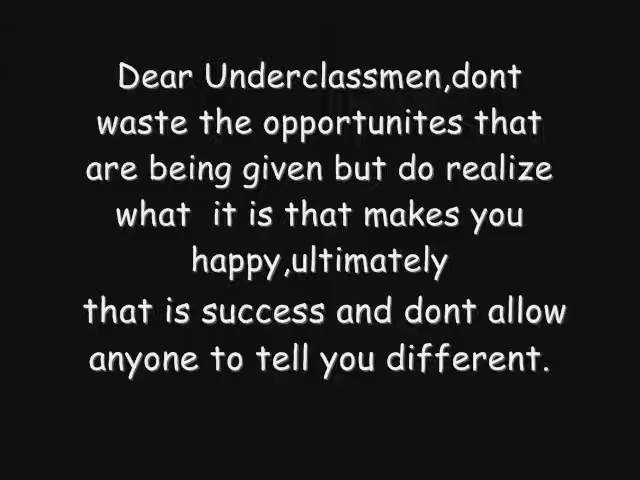 Dear Underclassmen,dont
waste the opportunites that
are being given but do realize
what it is that makes you
happy,ultimately
that is success and dont allow
anyone to tell you different.